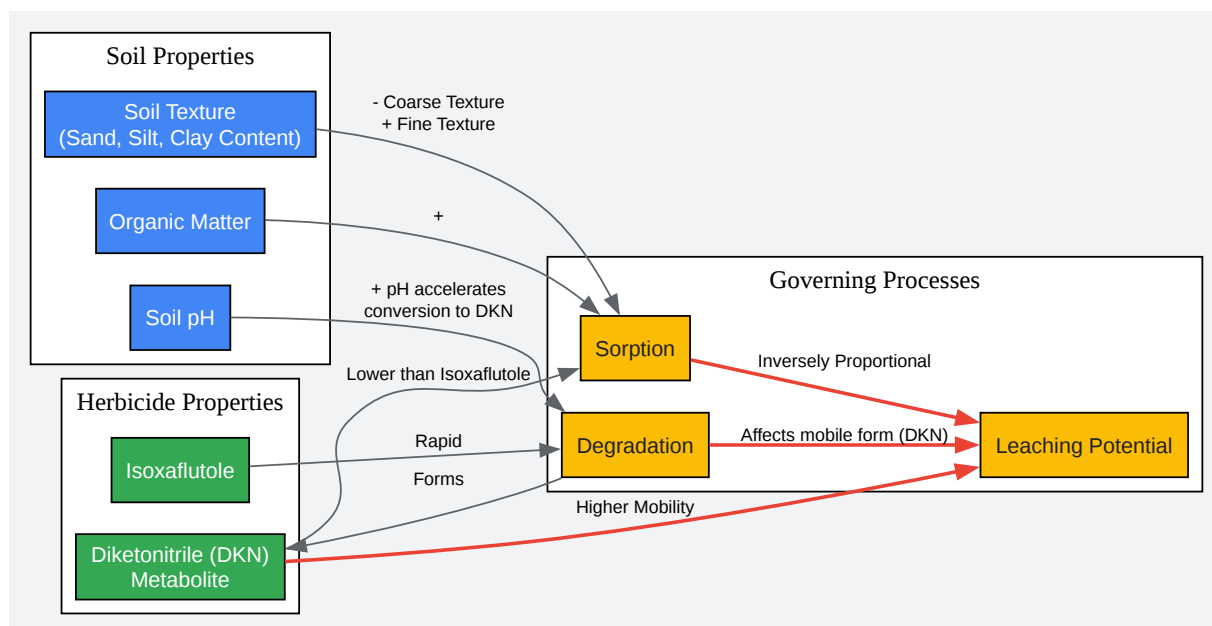 Soil Properties
Soil Texture
(Sand, Silt, Clay Content)
Organic Matter
Soil pH
- Coarse Texture
+ Fine Texture
+
+ pH accelerates
conversion to DKN
Lower than Isoxaflutole
Herbicide Properties
Isoxaflutole
Diketonitrile (DKN)
Metabolite
Rapid
Forms
Governing Processes
Sorption
Degradation
Inversely Proportional
Affects mobile form (DKN)
Higher Mobility
Leaching Potential